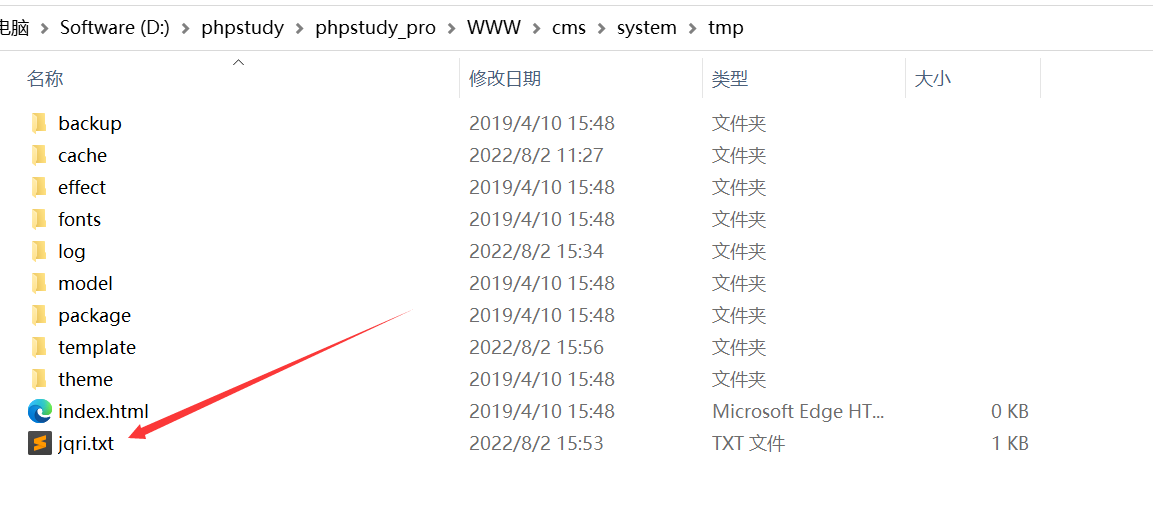 电脑 > Software (D:) > phpstudy > phpstudy_pro > WWW > cms > system > tmp
名称 修改日期 类型 大小
backup 2019/4/10 15:48 文件夹
cache 2022/8/2 11:27 文件夹
effect 2019/4/10 15:48 文件夹
fonts 2019/4/10 15:48 文件夹
log 2022/8/2 15:34 文件夹
model 2019/4/10 15:48 文件夹
package 2019/4/10 15:48 文件夹
template 2022/8/2 15:56 文件夹
theme 2019/4/10 15:48 文件夹
index.html 2019/4/10 15:48 Microsoft Edge HT... 0 KB
jqri.txt 2022/8/2 15:53 TXT 文件 1 KB